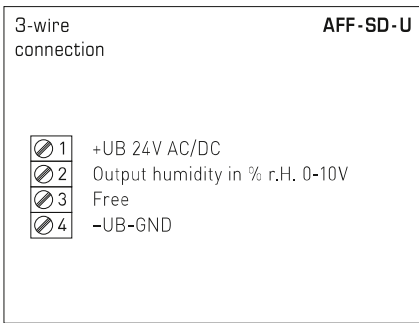 3-wire AFF-SD-U
connection
1 +UB 24V AC/DC
2 Output humidity in % r.H. 0-10V
3 Free
4 -UB-GND